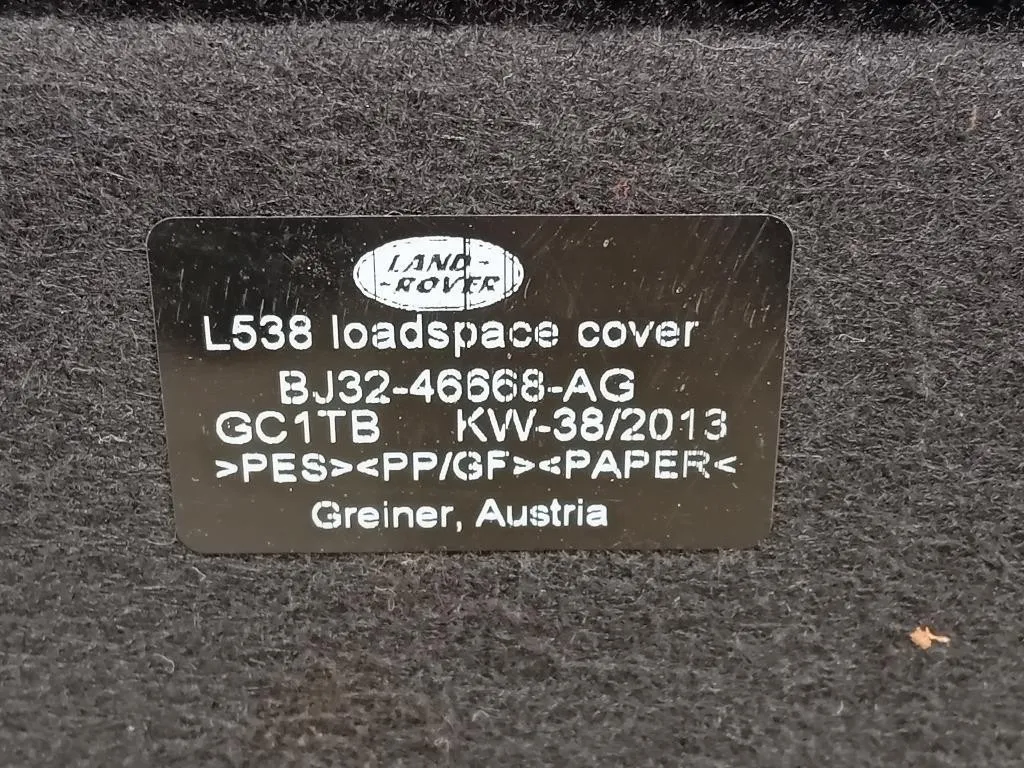 LAND-
-ROVER
L538 loadspace cover
BJ32-46668-AG
GC1TB KW-38/2013
>PES><PP/GF><PAPER<
Greiner, Austria